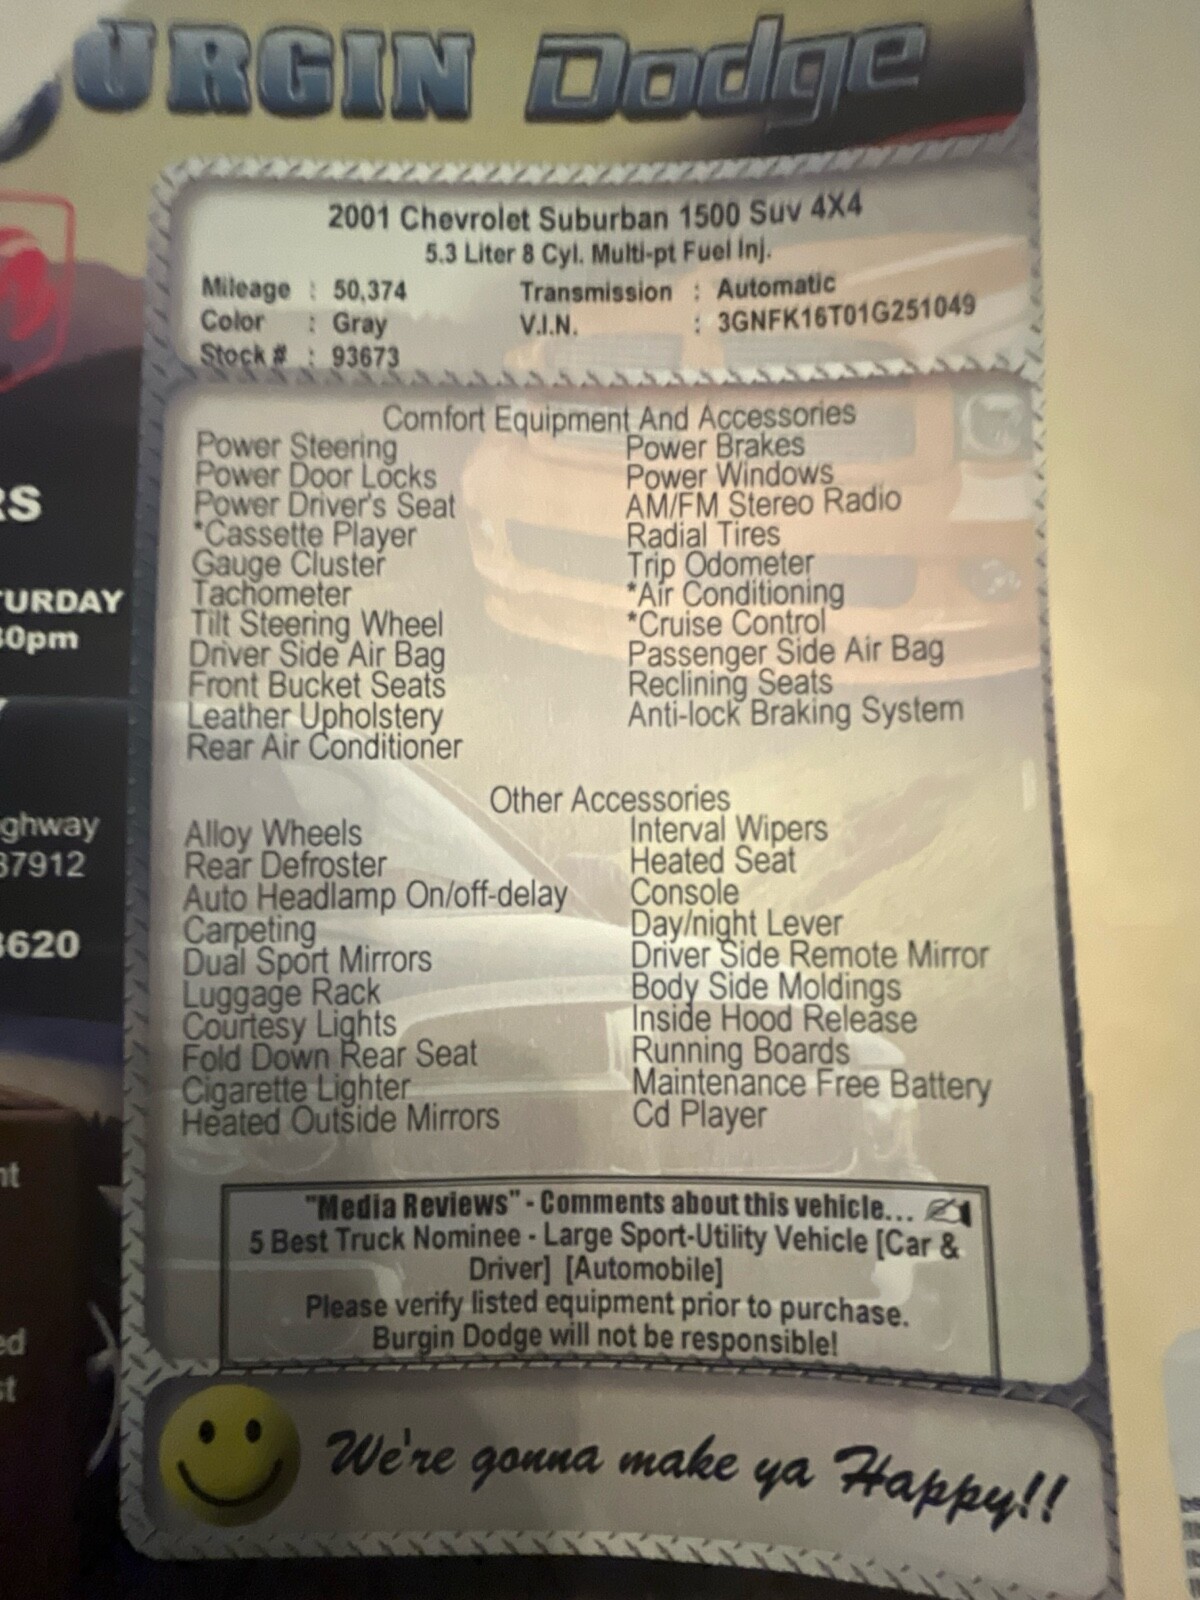 URGIN Dodge
2001 Chevrolet Suburban 1500 Suv 4X4
5.3 Liter 8 Cyl. Multi-pt Fuel Inj.
Mileage : 50,374 Transmission : Automatic
Color : Gray V.I.N. : 3GNFK16T01G251049
Stock # : 93673
Comfort Equipment And Accessories
Power Steering Power Brakes
Power Door Locks Power Windows
Power Driver's Seat AM/FM Stereo Radio
*Cassette Player Radial Tires
Gauge Cluster Trip Odometer
Tachometer *Air Conditioning
Tilt Steering Wheel *Cruise Control
Driver Side Air Bag Passenger Side Air Bag
Front Bucket Seats Reclining Seats
Leather Upholstery Anti-lock Braking System
Rear Air Conditioner
Other Accessories
Alloy Wheels Interval Wipers
Rear Defroster Heated Seat
Auto Headlamp On/off-delay Console
Carpeting Day/night Lever
Dual Sport Mirrors Driver Side Remote Mirror
Luggage Rack Body Side Moldings
Courtesy Lights Inside Hood Release
Fold Down Rear Seat Running Boards
Cigarette Lighter Maintenance Free Battery
Heated Outside Mirrors Cd Player
"Media Reviews" - Comments about this vehicle...
5 Best Truck Nominee - Large Sport-Utility Vehicle [Car &
Driver] [Automobile]
Please verify listed equipment prior to purchase.
Burgin Dodge will not be responsible!
We're gonna make ya Happy!!
RS
TURDAY
30pm
ghway
37912
3620
nt
ed
st